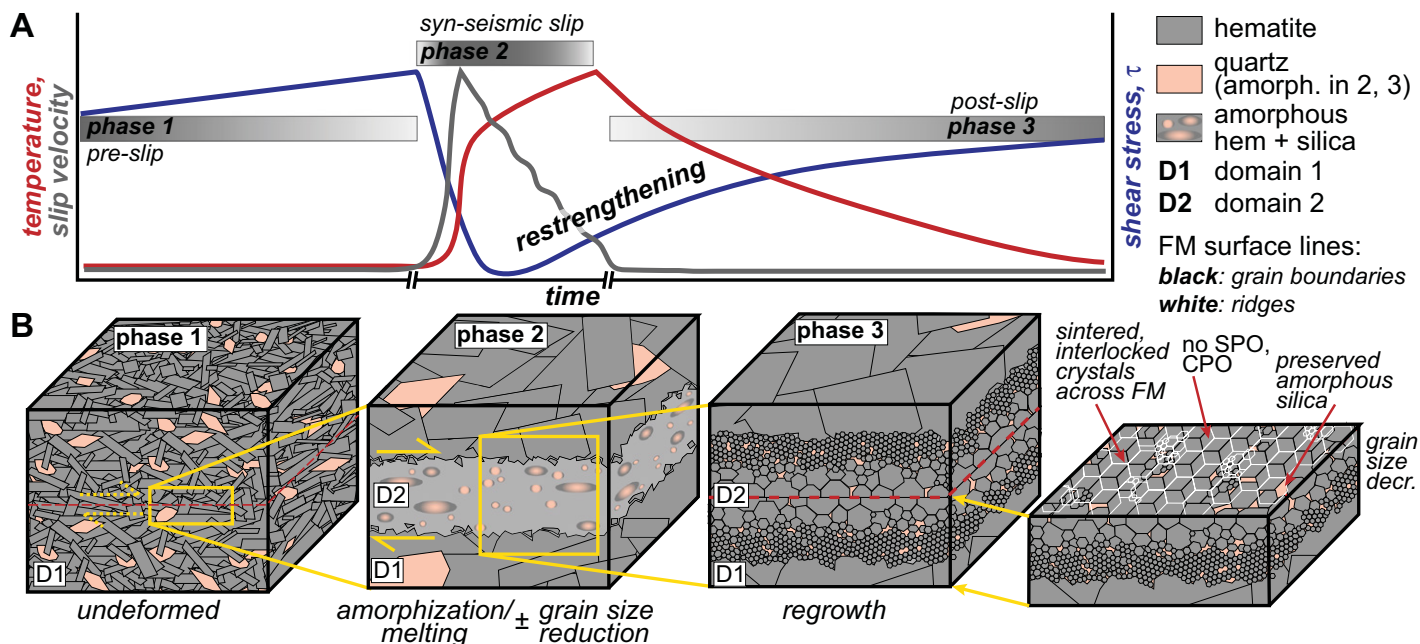 A
temperature,
slip velocity
syn-seismic slip
phase 2
phase 1
pre-slip
post-slip
phase 3
restrengthening
time
shear stress, τ
hematite
quartz
(amorph. in 2, 3)
amorphous
hem + silica
D1 domain 1
D2 domain 2
FM surface lines:
black: grain boundaries
white: ridges
B
phase 1
D1
undeformed
phase 2
D2
D1
amorphization/
melting
± grain size
reduction
phase 3
D2
D1
regrowth
sintered,
interlocked
crystals
across FM
no SPO,
CPO
preserved
amorphous
silica
grain
size
decr.